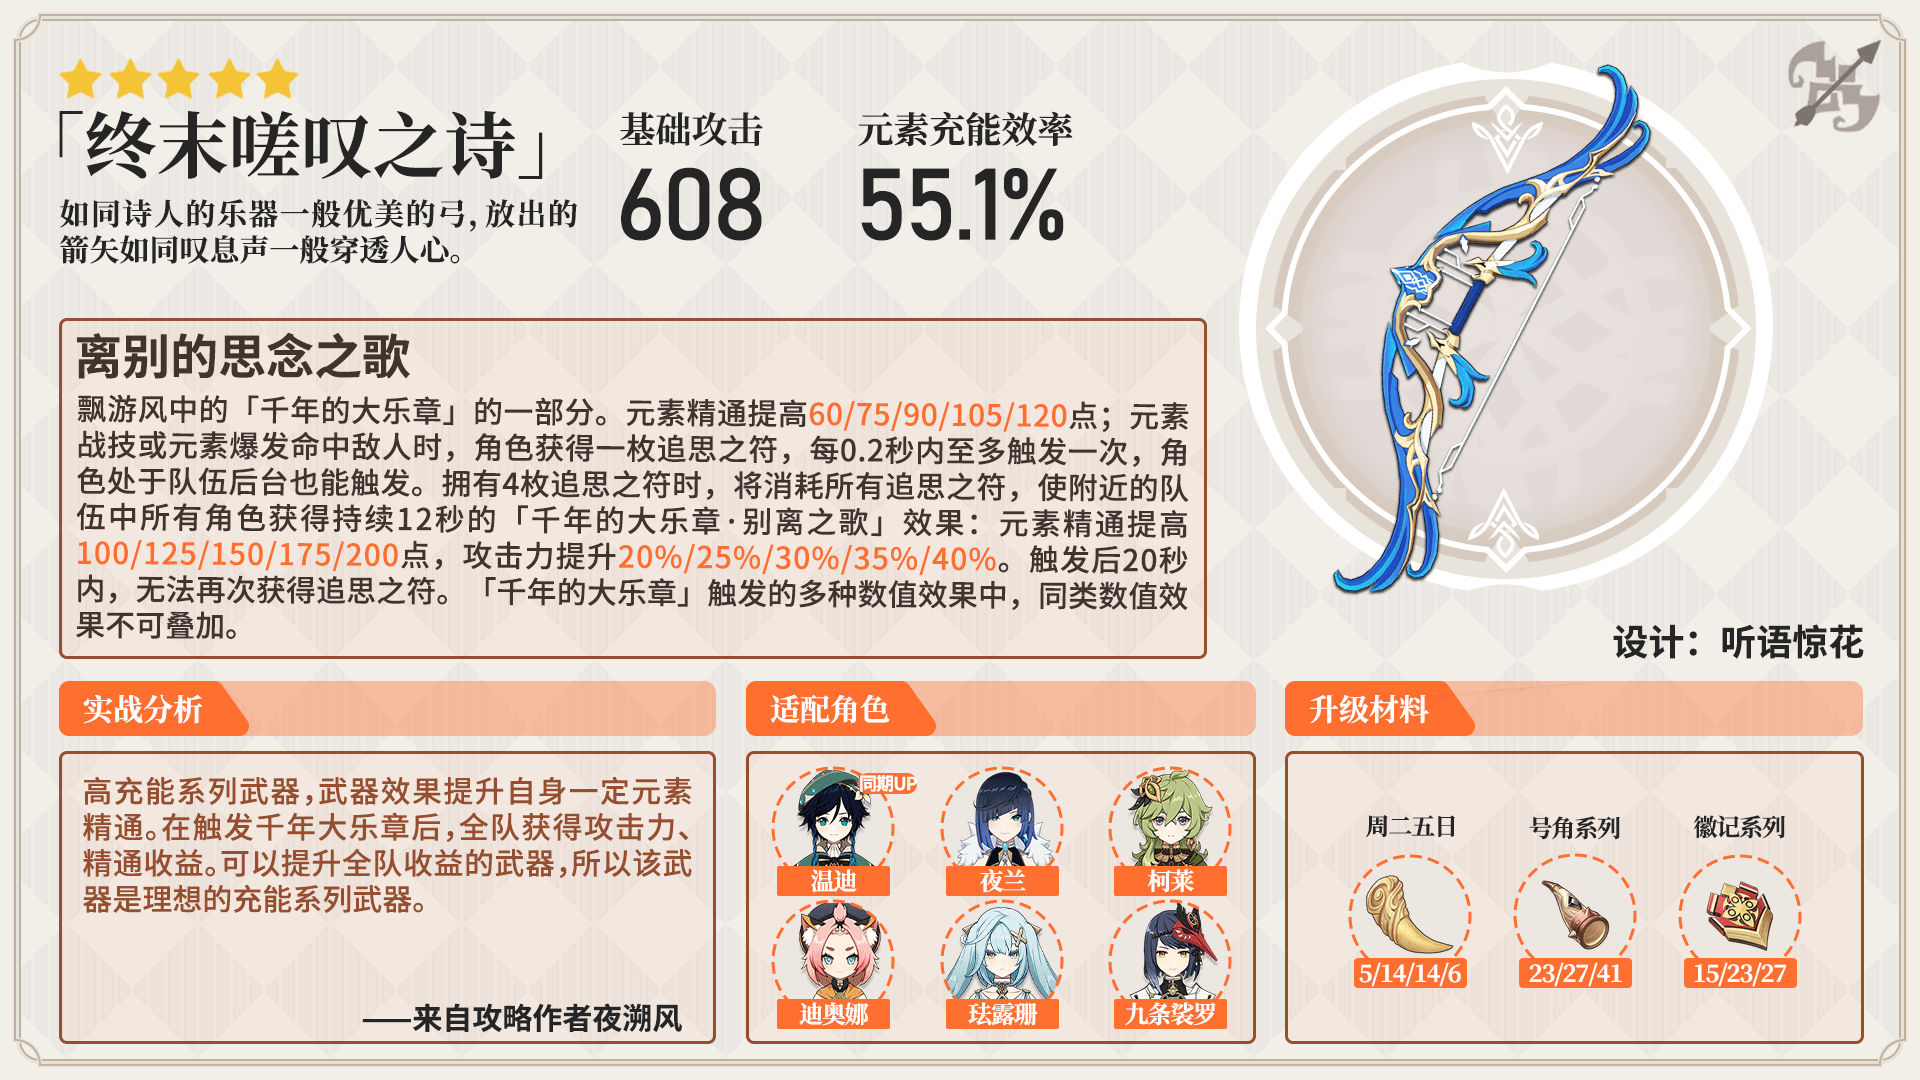 「终末嗟叹之诗」
如同诗人的乐器一般优美的弓，放出的
箭矢如同叹息声一般穿透人心。
基础攻击
608
元素充能效率
55.1%
离别的思念之歌
飘游风中的「千年的大乐章」的一部分。元素精通提高60/75/90/105/120点；元素
战技或元素爆发命中敌人时，角色获得一枚追思之符，每0.2秒内至多触发一次，角
色处于队伍后台也能触发。拥有4枚追思之符时，将消耗所有追思之符，使附近的队
伍中所有角色获得持续12秒的「千年的大乐章·别离之歌」效果：元素精通提高
100/125/150/175/200点，攻击力提升20%/25%/30%/35%/40%。触发后20秒
内，无法再次获得追思之符。「千年的大乐章」触发的多种数值效果中，同类数值效
果不可叠加。
设计：听语惊花
实战分析
高充能系列武器，武器效果提升自身一定元素
精通。在触发千年大乐章后，全队获得攻击力、
精通收益。可以提升全队收益的武器，所以该武
器是理想的充能系列武器。
——来自攻略作者夜溯风
适配角色
同期UP
温迪
夜兰
柯莱
迪奥娜
珐露珊
九条裟罗
升级材料
周二五日
号角系列
徽记系列
5/14/14/6
23/27/41
15/23/27